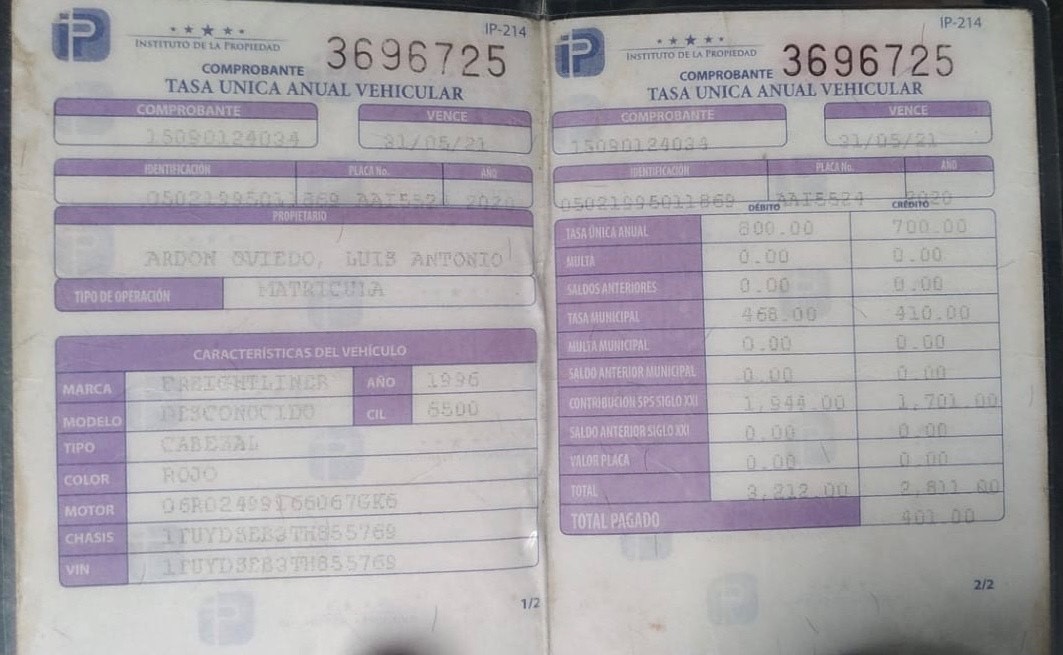 iP
INSTITUTO DE LA PROPIEDAD
IP-214
3696725
COMPROBANTE
TASA UNICA ANUAL VEHICULAR
COMPROBANTE VENCE
15090124034 31/05/21
IDENTIFICACIÓN PLACA No. AÑO
05021995011869 AAI5524 2020
PROPIETARIO
ARDON OVIEDO, LUIS ANTONIO
TIPO DE OPERACIÓN MATRICULA
CARACTERÍSTICAS DEL VEHÍCULO
MARCA FREIGHTLINER AÑO 1996
MODELO DESCONOCIDO CIL 6500
TIPO CABEZAL
COLOR ROJO
MOTOR
CHASIS
VIN
1/2
iP
INSTITUTO DE LA PROPIEDAD
IP-214
3696725
COMPROBANTE
TASA UNICA ANUAL VEHICULAR
COMPROBANTE VENCE
15090124034 31/05/21
IDENTIFICACIÓN PLACA No. AÑO
05021995011869 AAI5524 2020
DÉBITO CRÉDITO
TASA ÚNICA ANUAL 800.00 700.00
MULTA 0.00 0.00
SALDOS ANTERIORES 0.00 0.00
TASA MUNICIPAL 468.00 410.00
MULTA MUNICIPAL 0.00 0.00
SALDO ANTERIOR MUNICIPAL 0.00 0.00
CONTRIBUCIÓN SPS SIGLO XXI 1,944.00 1,701.00
SALDO ANTERIOR SIGLO XXI 0.00 0.00
VALOR PLACA 0.00 0.00
TOTAL 3,212.00 2,811.00
TOTAL PAGADO 401.00
2/2